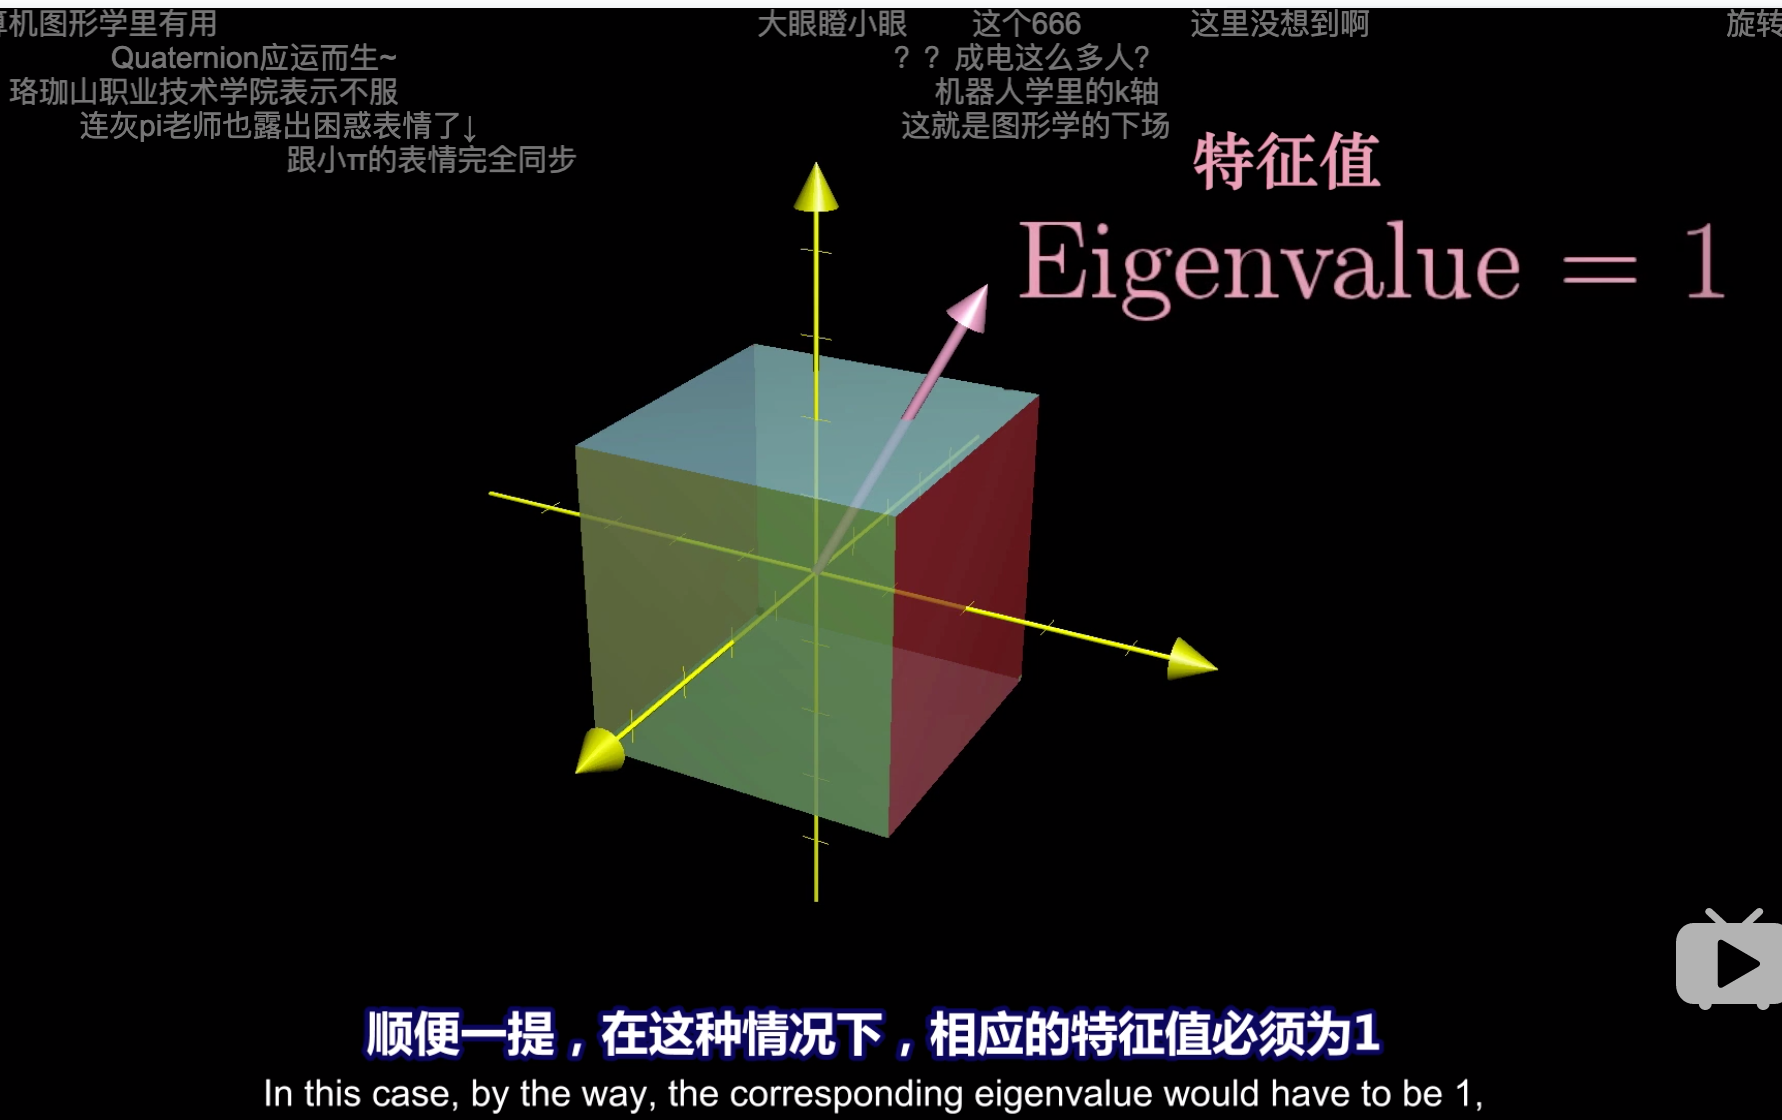 算机图形学里有用
大眼瞪小眼
这个666
这里没想到啊
旋转
Quaternion应运而生~
？？成电这么多人?
珞珈山职业技术学院表示不服
机器人学里的k轴
连灰pi老师也露出困惑表情了↓
这就是图形学的下场
跟小π的表情完全同步
特征值
Eigenvalue = 1
顺便一提，在这种情况下，相应的特征值必须为1
In this case, by the way, the corresponding eigenvalue would have to be 1,